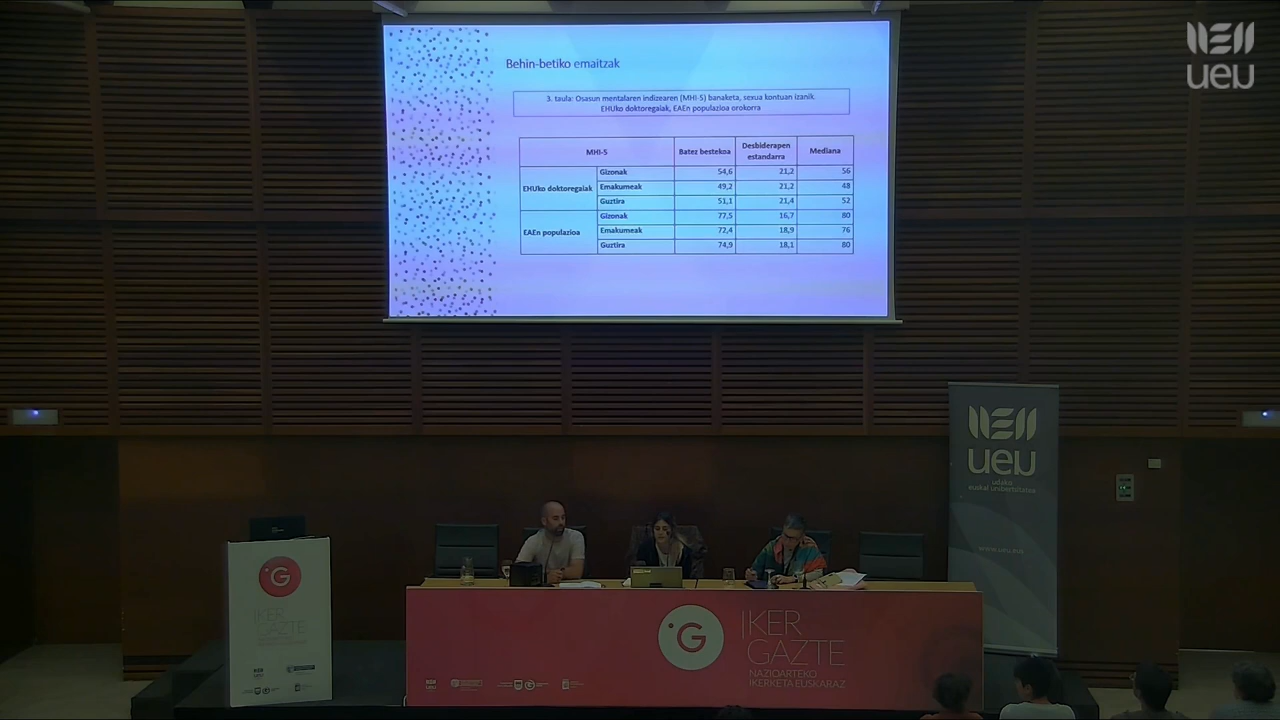 Behin-betiko emaitzak
3. taula: Osasun mentalaren indizearen (MHI-5) banaketa, sexua kontuan izanik.
EHUko doktoregaiak, EAEn populazioa orokorra
MHI-5 Batez bestekoa Desbiderapen estandarra Mediana
EHUko doktoregaiak
Gizonak 54,6 21,2 56
Emakumeak 49,2 21,2 48
Guztira 51,1 21,4 52
EAEn populazioa
Gizonak 77,5 16,7 80
Emakumeak 72,4 18,9 76
Guztira 74,9 18,1 80
ueu
ueu
udako
euskal unibertsitatea
www.ueu.eus
G
IKER
GAZTE
G
IKER
GAZTE
NAZIOARTEKO
IKERKETA EUSKARAZ